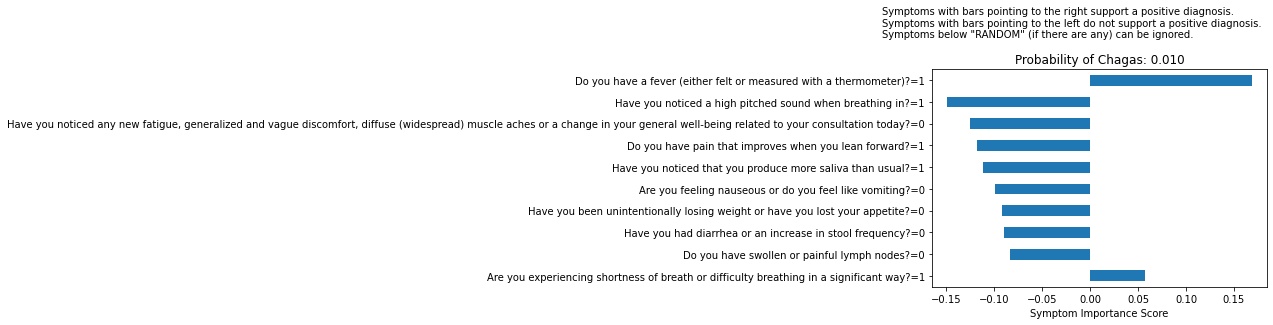 Symptoms with bars pointing to the right support a positive diagnosis.
Symptoms with bars pointing to the left do not support a positive diagnosis.
Symptoms below "RANDOM" (if there are any) can be ignored.
Probability of Chagas: 0.010
Do you have a fever (either felt or measured with a thermometer)?=1
Have you noticed a high pitched sound when breathing in?=1
Have you noticed any new fatigue, generalized and vague discomfort, diffuse (widespread) muscle aches or a change in your general well-being related to your consultation today?=0
Do you have pain that improves when you lean forward?=1
Have you noticed that you produce more saliva than usual?=1
Are you feeling nauseous or do you feel like vomiting?=0
Have you been unintentionally losing weight or have you lost your appetite?=0
Have you had diarrhea or an increase in stool frequency?=0
Do you have swollen or painful lymph nodes?=0
Are you experiencing shortness of breath or difficulty breathing in a significant way?=1
−0.15 −0.10 −0.05 0.00 0.05 0.10 0.15
Symptom Importance Score